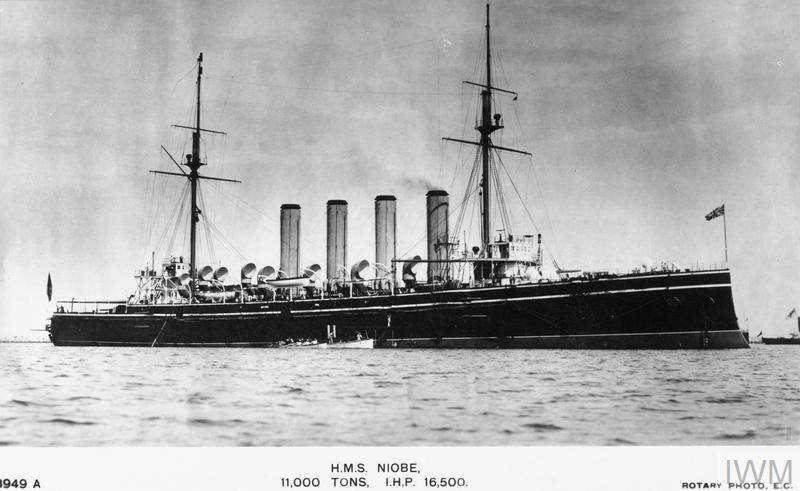 H.M.S. NIOBE,
11,000 TONS, I.H.P. 16,500.
3949 A
ROTARY PHOTO, E.C.
IWM